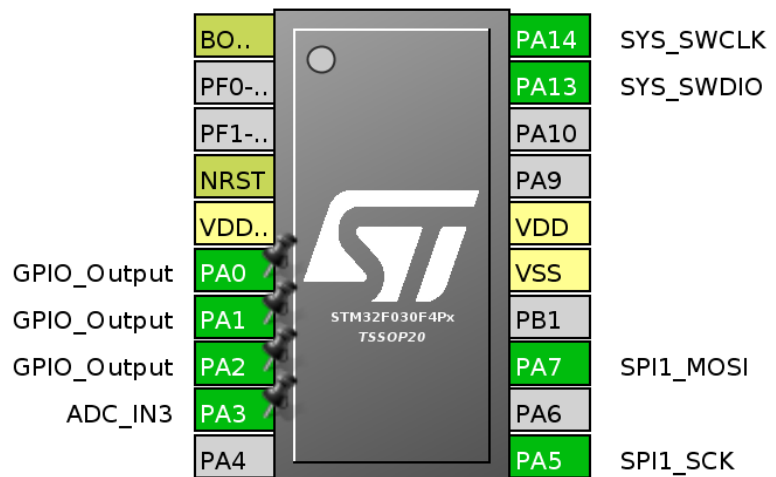 BO.. PA14 SYS_SWCLK
PF0-.. PA13 SYS_SWDIO
PF1-.. PA10
NRST PA9
VDD.. VDD
GPIO_Output PA0 VSS
GPIO_Output PA1 STM32F030F4Px PB1
TSSOP20
GPIO_Output PA2 PA7 SPI1_MOSI
ADC_IN3 PA3 PA6
PA4 PA5 SPI1_SCK